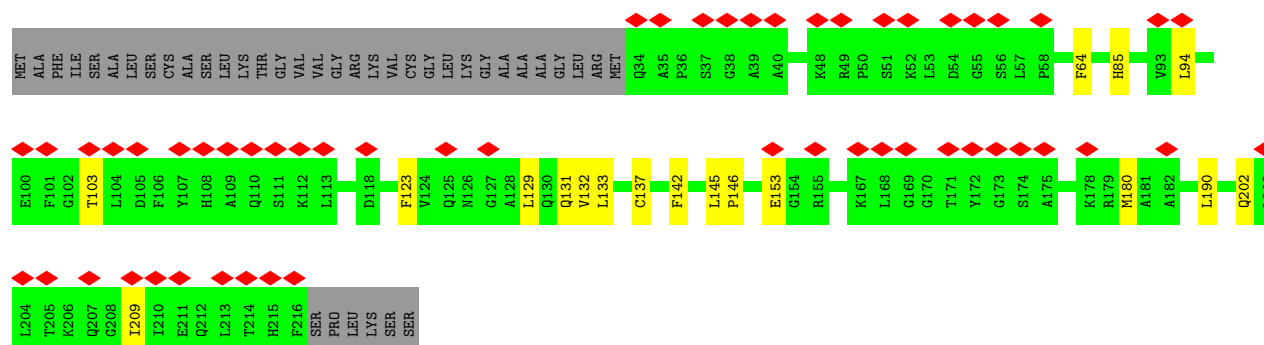 MET ALA PHE ILE SER ALA LEU SER CYS ALA SER LEU LYS THR GLY VAL VAL GLY ARG LYS VAL CYS GLY LEU LYS GLY ALA ALA ALA GLY LEU ARG MET Q34 A35 P36 S37 G38 A39 A40 K48 R49 P50 S51 K52 L53 D54 G55 S56 L57 P58 F64 H85 V93 L94
E100 F101 G102 T103 L104 D105 F106 Y107 H108 A109 Q110 S111 K112 L113 D118 F123 V124 Q125 N126 G127 A128 L129 Q130 Q131 V132 L133 C137 F142 L145 P146 E153 G154 R155 K167 L168 G169 G170 T171 Y172 G173 S174 A175 K178 R179 M180 A181 A182 L190 Q202
L204 T205 K206 Q207 G208 I209 I210 E211 Q212 L213 T214 H215 F216 SER PRO LEU LYS SER SER